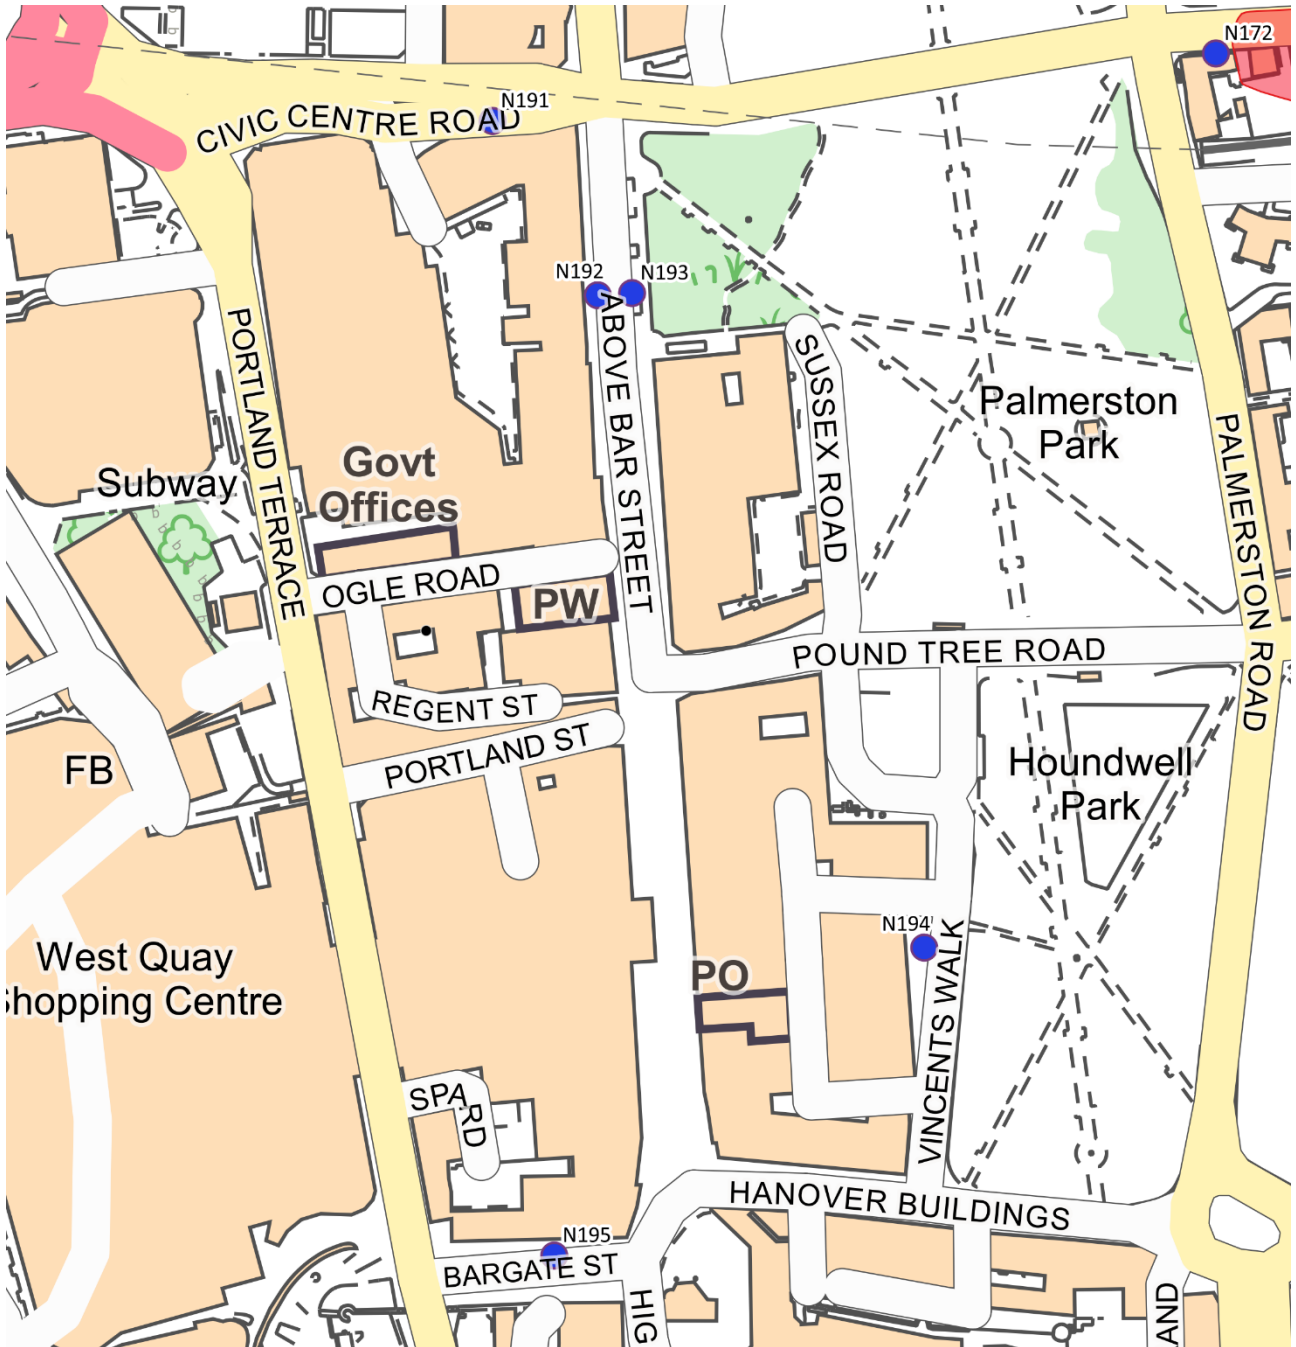 N172
N191
CIVIC CENTRE ROAD
N192
N193
ABOVE BAR STREET
PORTLAND TERRACE
SUSSEX ROAD
Palmerston
Park
PALMERSTON ROAD
Govt
Offices
Subway
OGLE ROAD
PW
POUND TREE ROAD
REGENT ST
PORTLAND ST
FB
Houndwell
Park
N194
VINCENTS WALK
West Quay
Shopping Centre
PO
SPA RD
HANOVER BUILDINGS
N195
BARGATE ST
HIG
AND